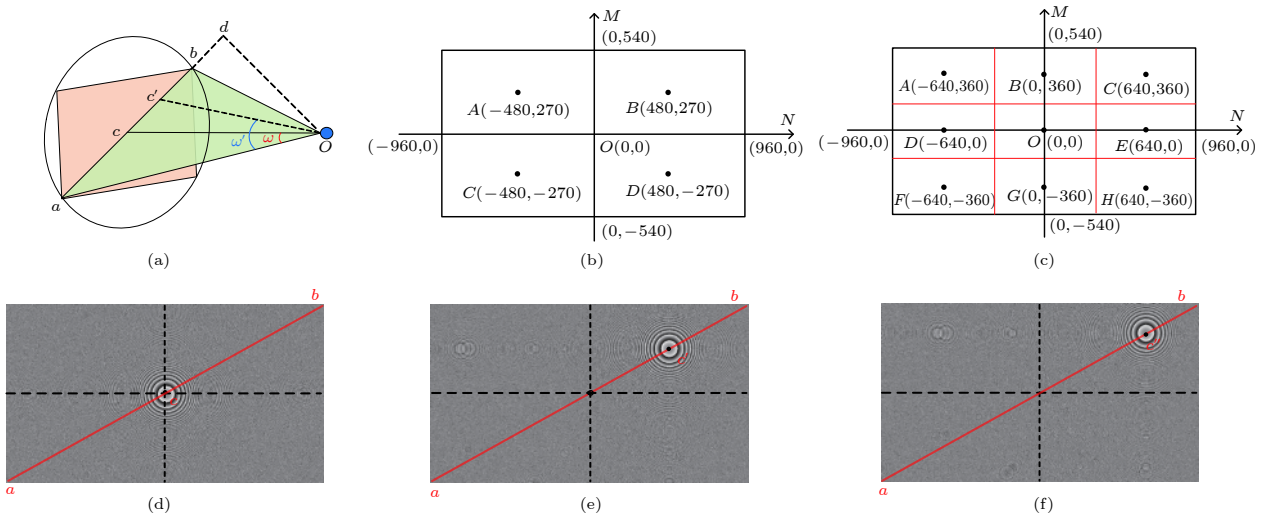 d
b
c′
c
ω′
ω
O
a
(a)
M
(0,540)
A(−480,270)
B(480,270)
N
(−960,0)
O(0,0)
(960,0)
C(−480,−270)
D(480,−270)
(0,−540)
(b)
M
(0,540)
A(−640,360)
B(0, 360)
C(640,360)
N
(−960,0)
D(−640,0)
O (0,0)
E(640,0)
(960,0)
F(−640,−360)
G(0,−360)
H(640,−360)
(0,−540)
(c)
b
c
a
(d)
b
c′
a
(e)
b
c′
a
(f)